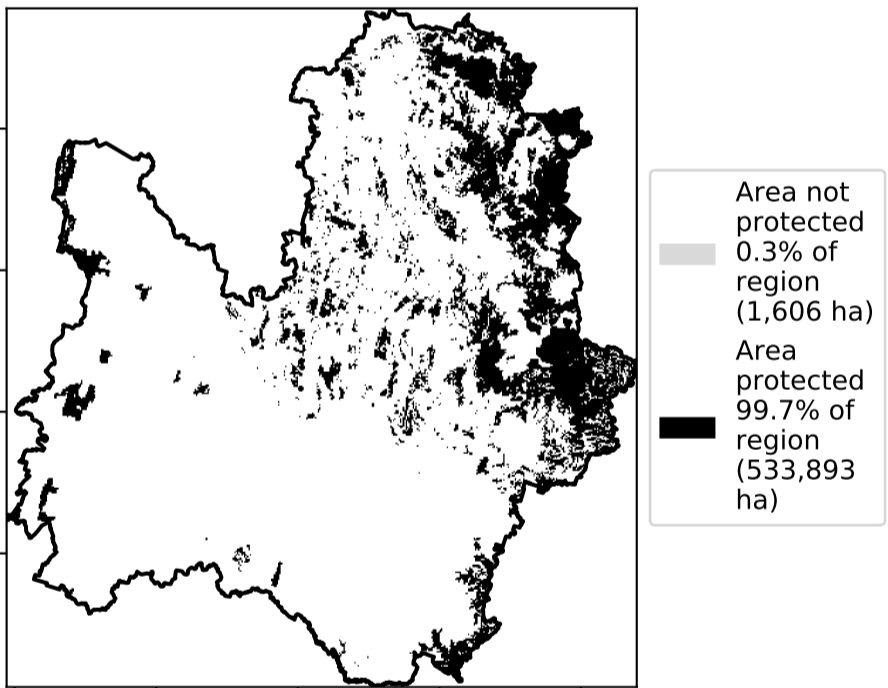 Area not
protected
0.3% of
region
(1,606 ha)
Area
protected
99.7% of
region
(533,893
ha)